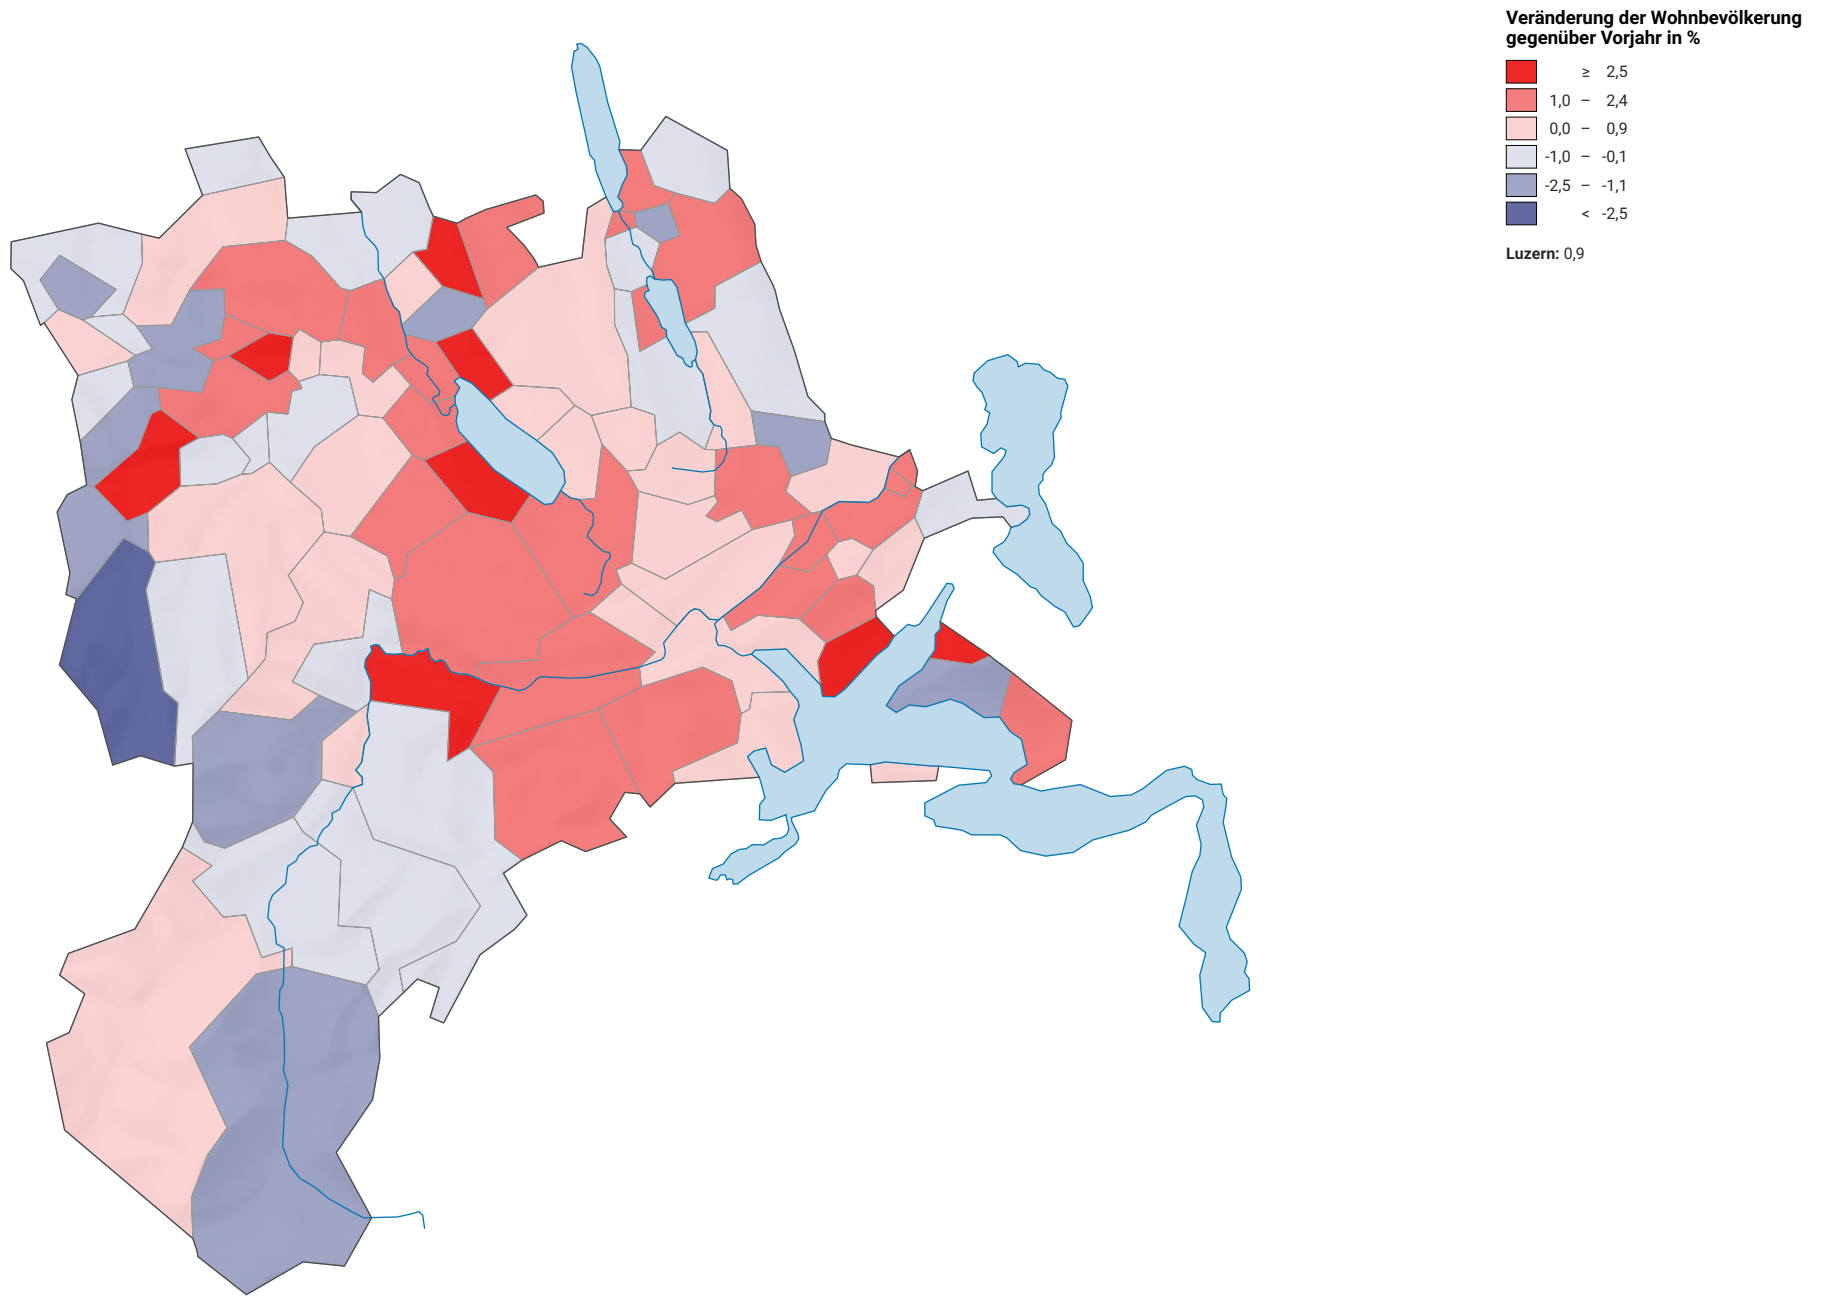 Veränderung der Wohnbevölkerung
gegenüber Vorjahr in %
≥ 2,5
1,0 – 2,4
0,0 – 0,9
-1,0 – -0,1
-2,5 – -1,1
< -2,5
Luzern: 0,9